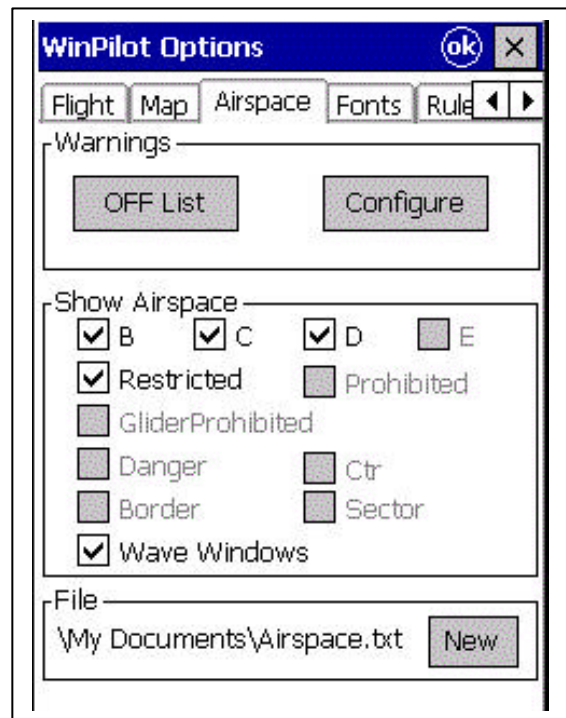 WinPilot Options ok ×
Flight Map Airspace Fonts Rule
Warnings
OFF List Configure
Show Airspace
B C D E
Restricted Prohibited
GliderProhibited
Danger Ctr
Border Sector
Wave Windows
File
\My Documents\Airspace.txt New